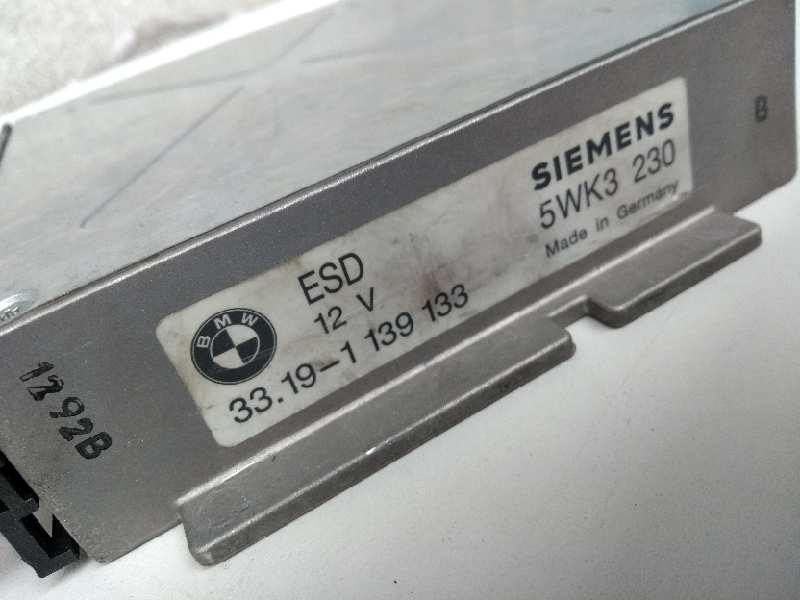 SIEMENS
5WK3 230
Made in Germany
ESD
12 V
BMW
33.19-1 139 133
1292B
B